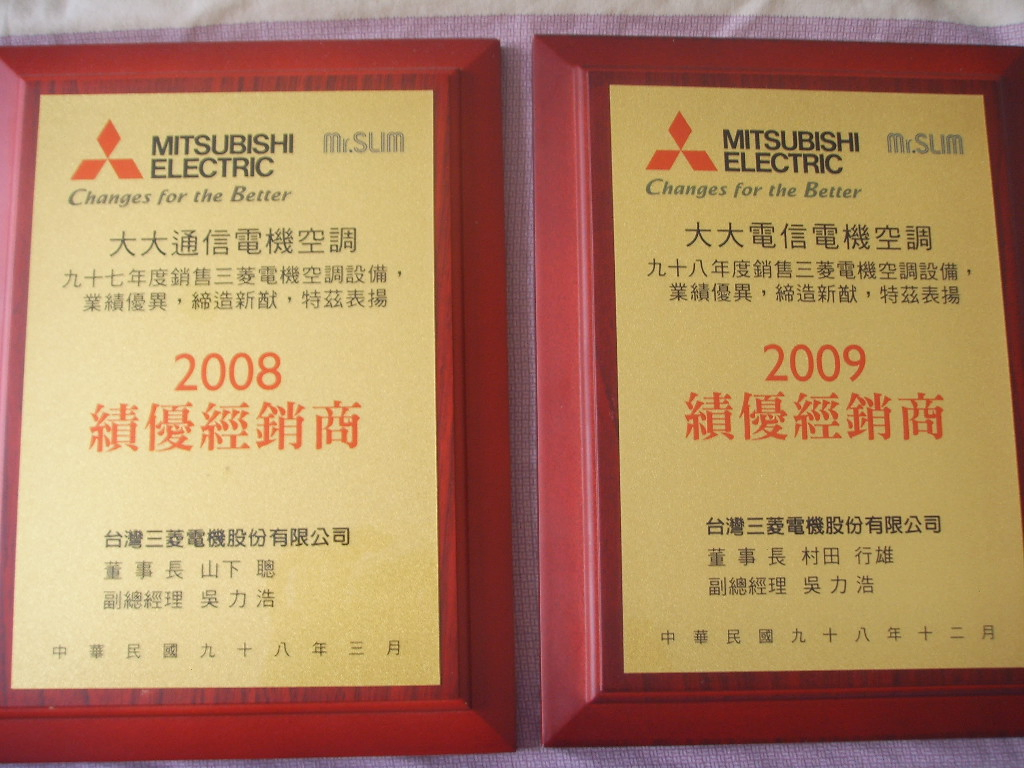 MITSUBISHI
ELECTRIC
Mr.SLIM
Changes for the Better
大大通信電機空調
九十七年度銷售三菱電機空調設備，
業績優異，締造新猷，特茲表揚
2008
績優經銷商
台灣三菱電機股份有限公司
董事長 山下 聰
副總經理 吳力浩
中華民國九十八年三月
MITSUBISHI
ELECTRIC
Mr.SLIM
Changes for the Better
大大電信電機空調
九十八年度銷售三菱電機空調設備，
業績優異，締造新猷，特茲表揚
2009
績優經銷商
台灣三菱電機股份有限公司
董事長 村田 行雄
副總經理 吳力浩
中華民國九十八年十二月